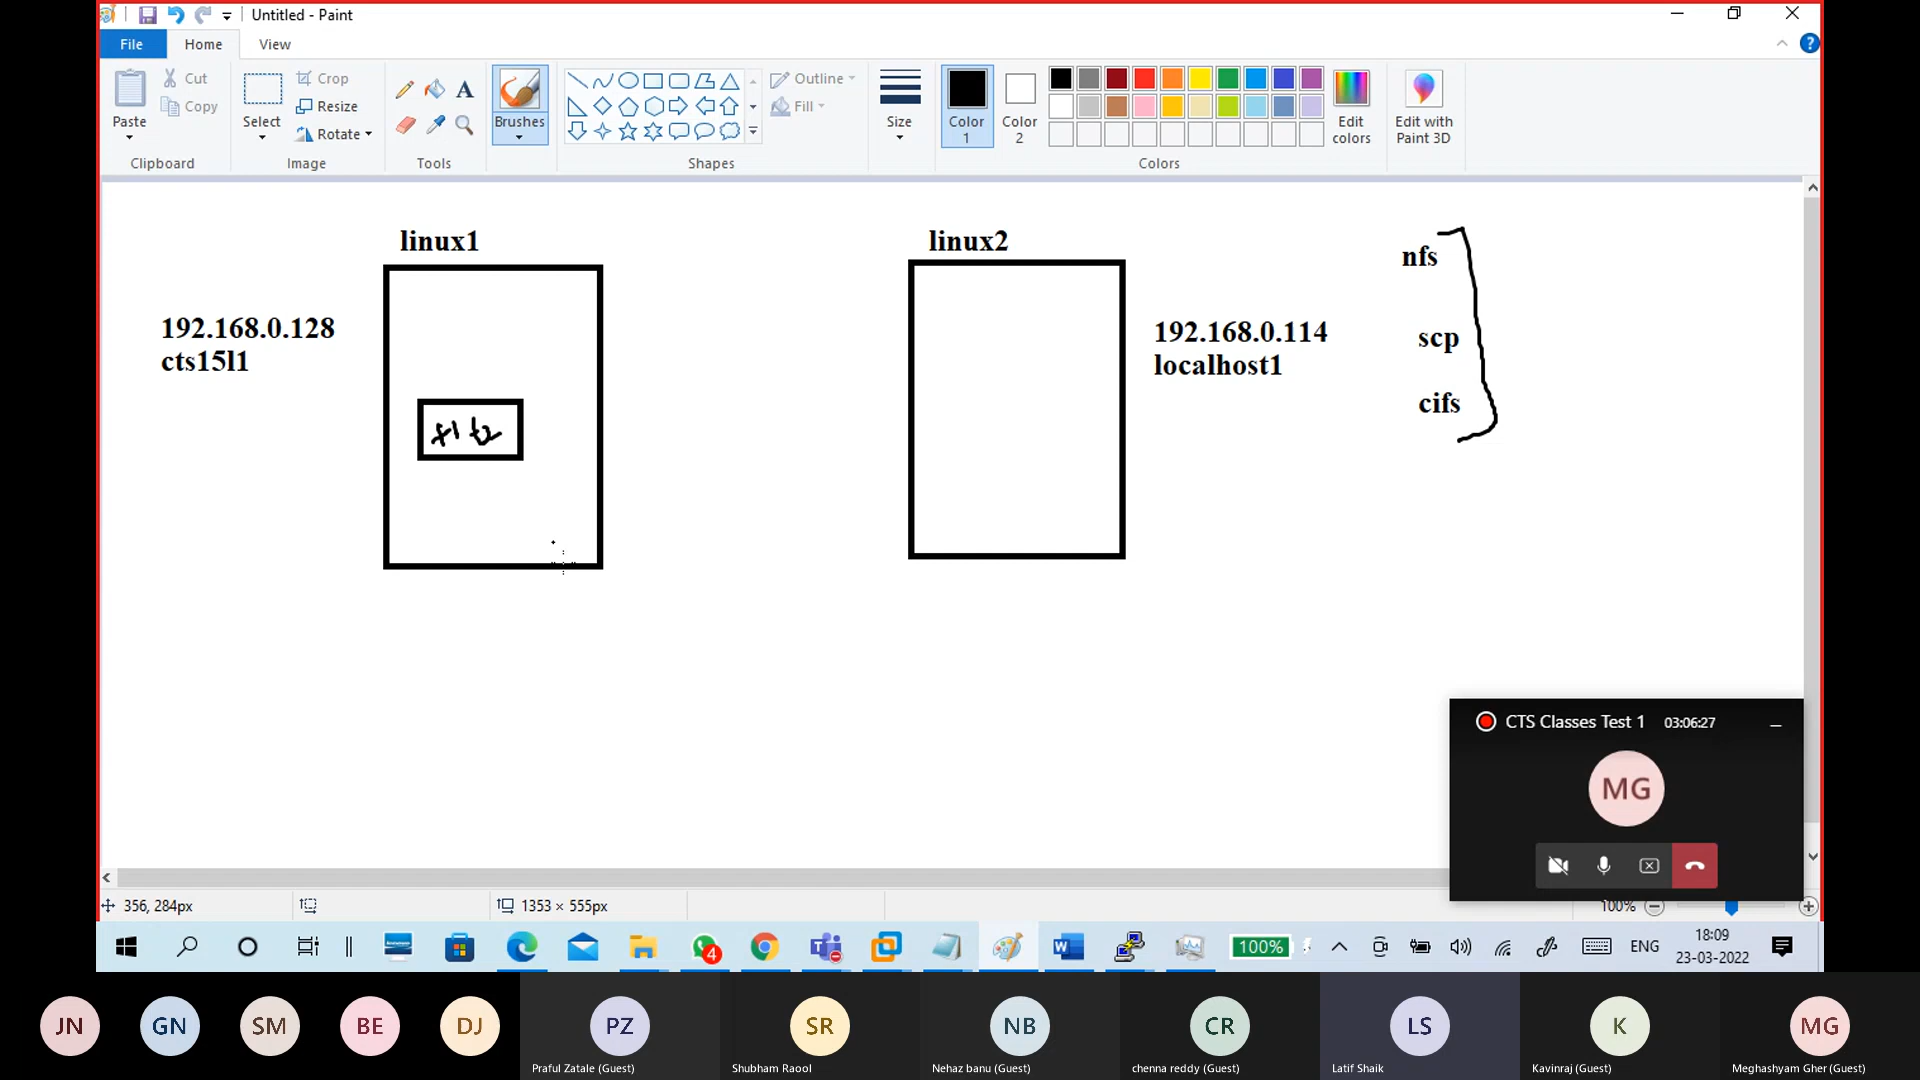 Untitled - Paint
File
Home
View
Paste
Cut
Copy
Clipboard
Select
Crop
Resize
Rotate
Image
Tools
Brushes
Shapes
Outline
Fill
Size
Color 1
Color 2
Colors
Edit colors
Edit with Paint 3D
linux1
192.168.0.128
cts15l1
linux2
192.168.0.114
localhost1
nfs
scp
cifs
CTS Classes Test 1 03:06:27
MG
356, 284px
1353 × 555px
100%
4
100%
ENG
18:09
23-03-2022
JN
GN
SM
BE
DJ
PZ
Praful Zatale (Guest)
SR
Shubham Raool
NB
Nehaz banu (Guest)
CR
chenna reddy (Guest)
LS
Latif Shaik
K
Kavinraj (Guest)
MG
Meghashyam Gher (Guest)